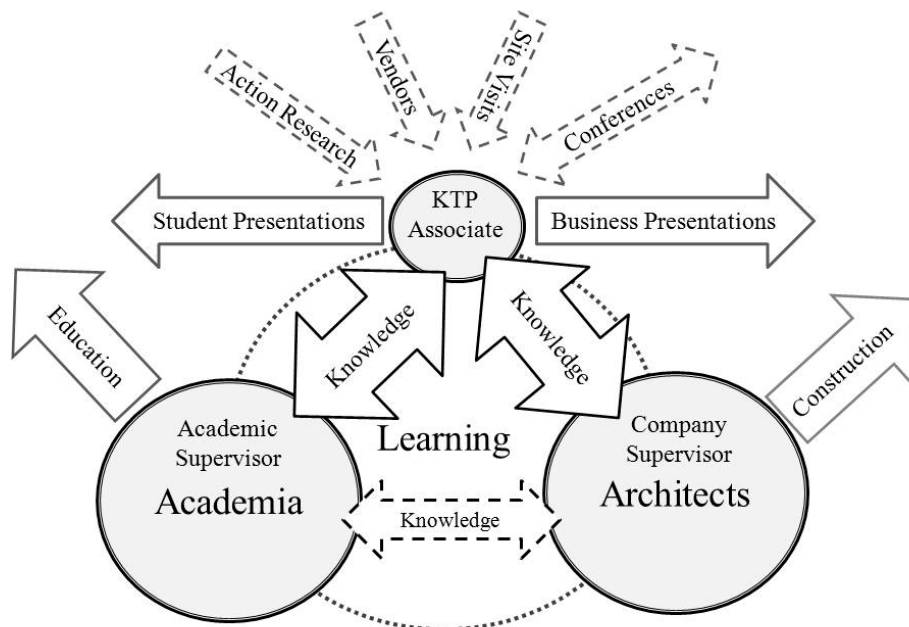 Action Research
Vendors
Site Visits
Conferences
KTP
Associate
Student Presentations
Business Presentations
Education
Knowledge
Knowledge
Construction
Academic
Supervisor
Academia
Learning
Company
Supervisor
Architects
Knowledge